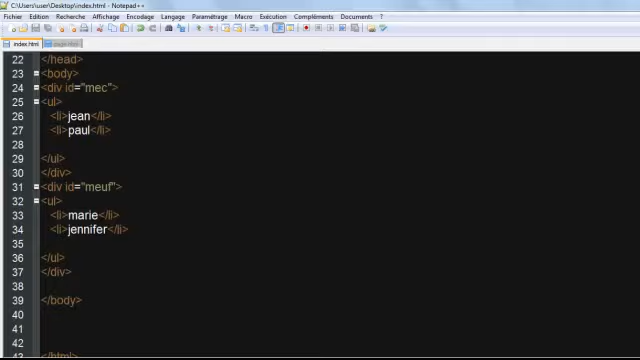 C:\Users\user\Desktop\index.html - Notepad++
Fichier Edition Recherche Affichage Encodage Langage Paramétrage Macro Exécution Compléments Documents ?
index.html
22 </head>
23 <body>
24 <div id="mec">
25 <ul>
26 <li>jean</li>
27 <li>paul</li>
28
29 </ul>
30 </div>
31 <div id="meuf">
32 <ul>
33 <li>marie</li>
34 <li>jennifer</li>
35
36 </ul>
37 </div>
38
39 </body>
40
41
42
43 </html>